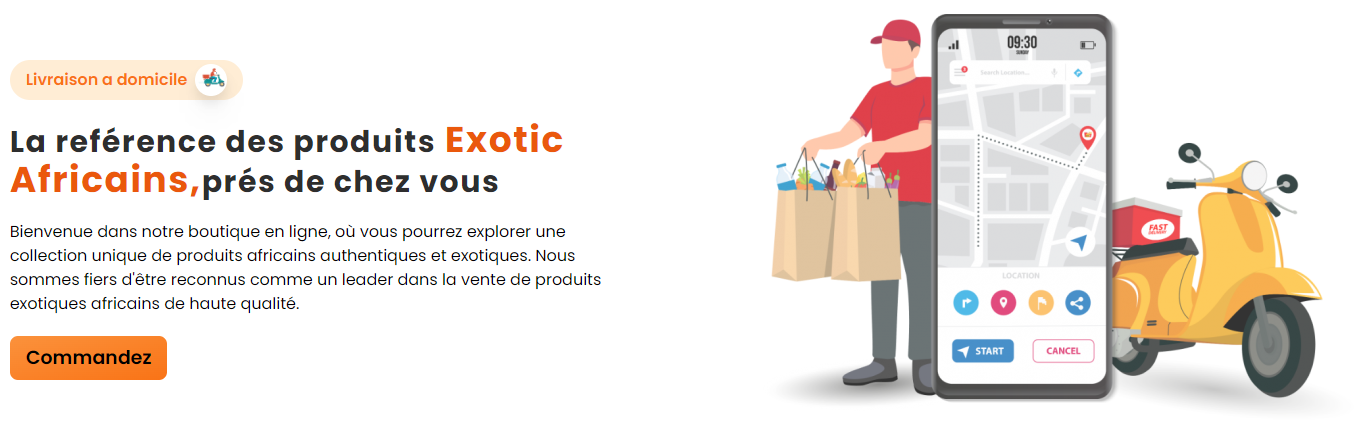 Livraison a domicile
La reférence des produits Exotic
Africains,prés de chez vous
Bienvenue dans notre boutique en ligne, où vous pourrez explorer une
collection unique de produits africains authentiques et exotiques. Nous
sommes fiers d'être reconnus comme un leader dans la vente de produits
exotiques africains de haute qualité.
Commandez
09:30
SUNDAY
Search Location...
LOCATION
START
CANCEL
FAST
DELIVERY